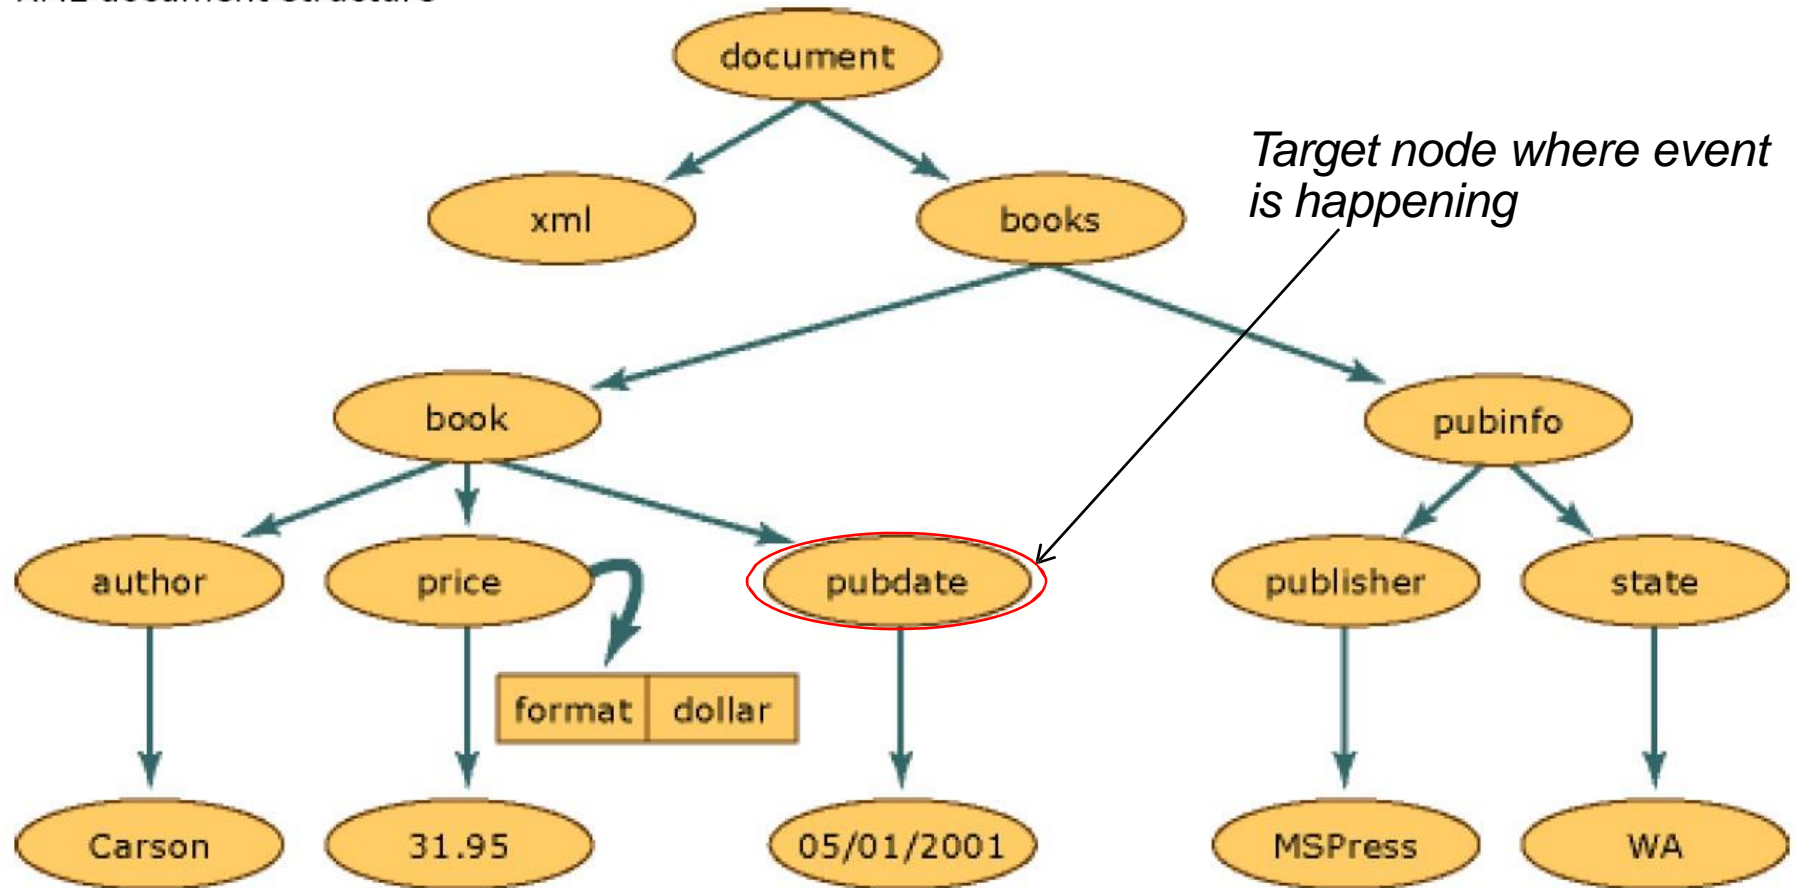 document
Target node where event
is happening
xml
books
book
pubinfo
author
price
pubdate
publisher
state
format dollar
Carson
31.95
05/01/2001
MSPress
WA